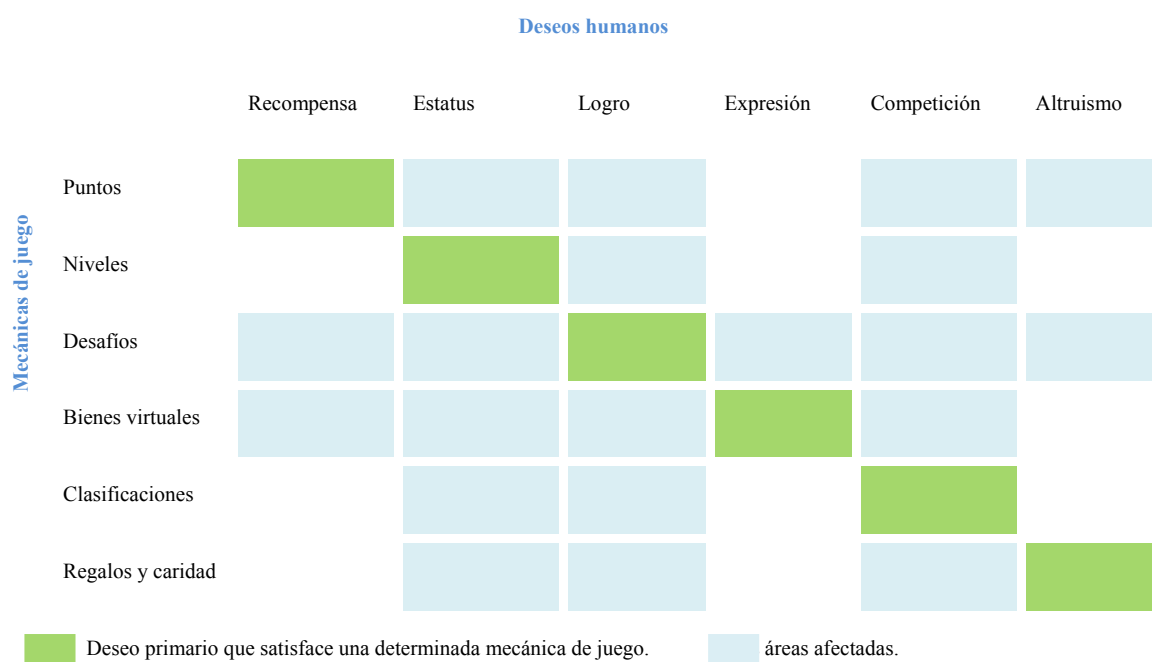 Deseos humanos
Recompensa Estatus Logro Expresión Competición Altruismo
Mecánicas de juego
Puntos
Niveles
Desafíos
Bienes virtuales
Clasificaciones
Regalos y caridad
Deseo primario que satisface una determinada mecánica de juego. áreas afectadas.